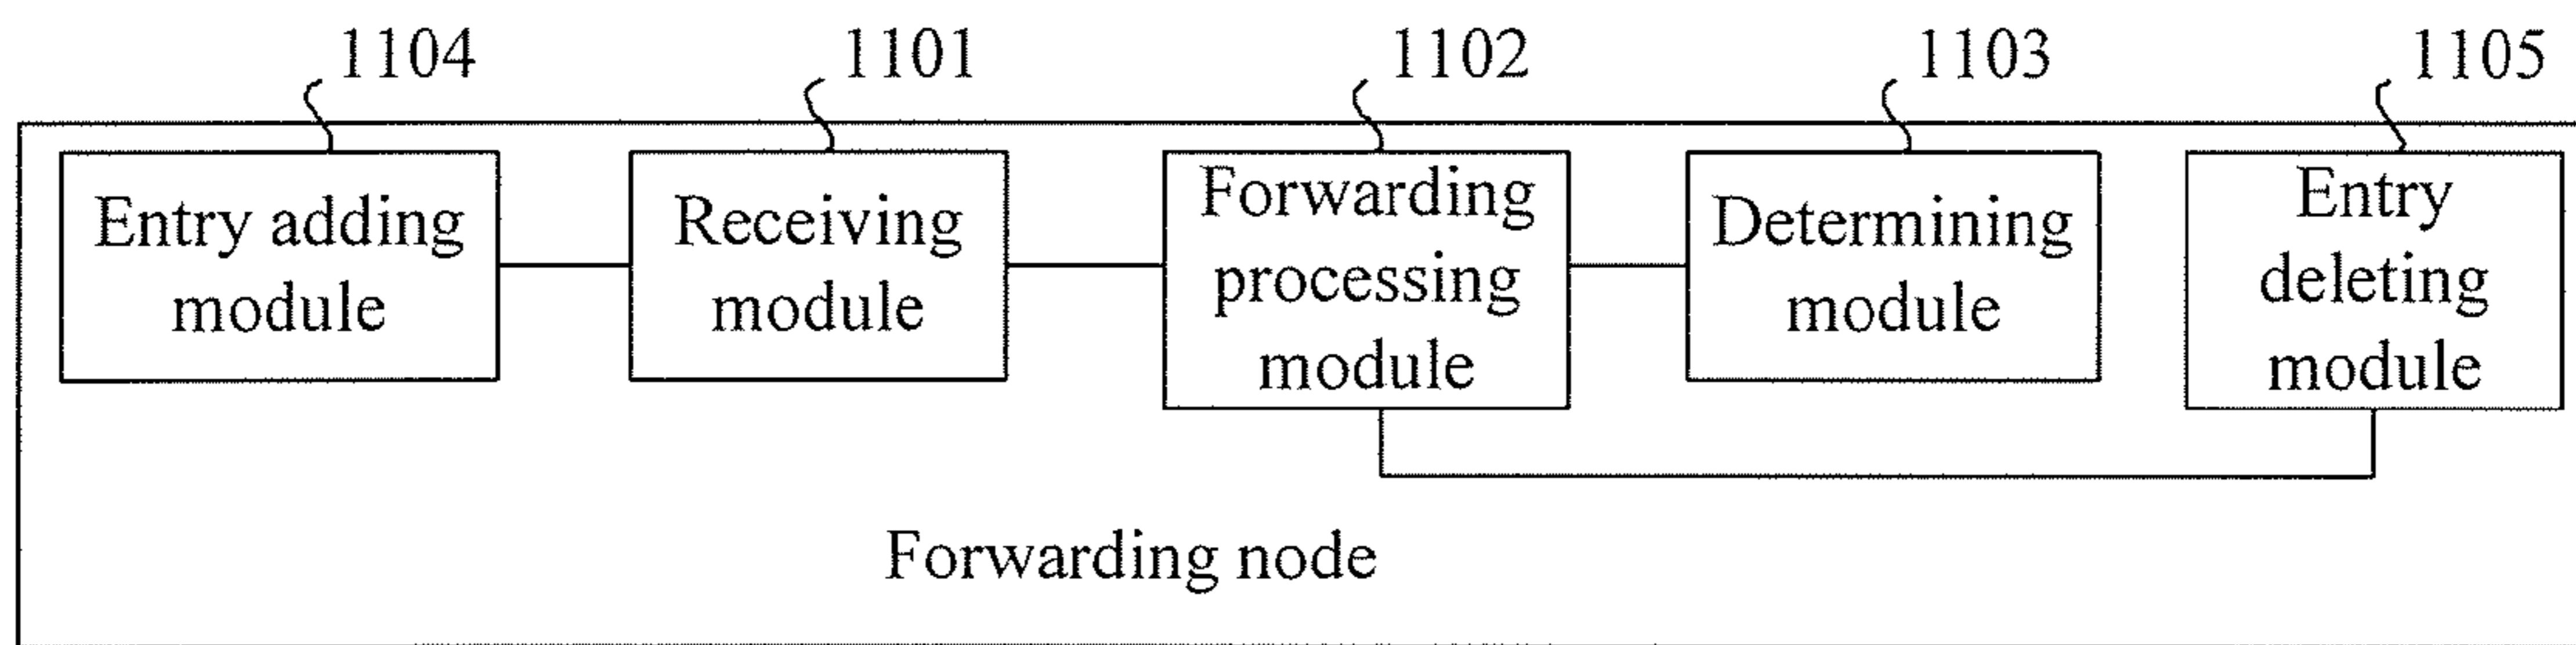 1104
1101
1102
1103
1105
Entry adding
module
Receiving
module
Forwarding
processing
module
Determining
module
Entry
deleting
module
Forwarding node